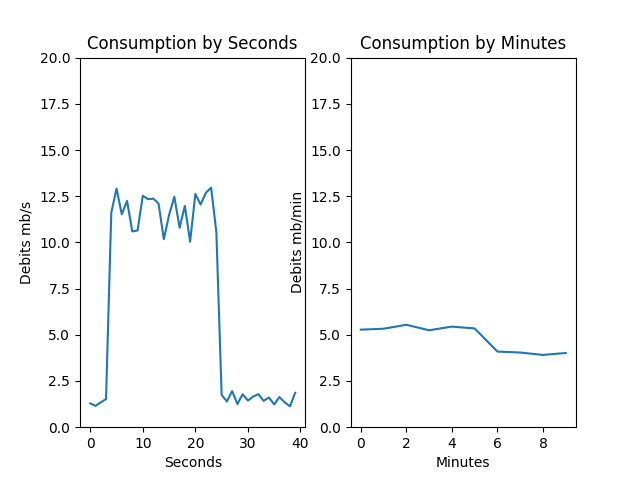 Consumption by Seconds
20.0
17.5
15.0
12.5
10.0
7.5
5.0
2.5
0.0
Debits mb/s
0 10 20 30 40
Seconds
Consumption by Minutes
20.0
17.5
15.0
12.5
10.0
7.5
5.0
2.5
0.0
Debits mb/min
0 2 4 6 8
Minutes